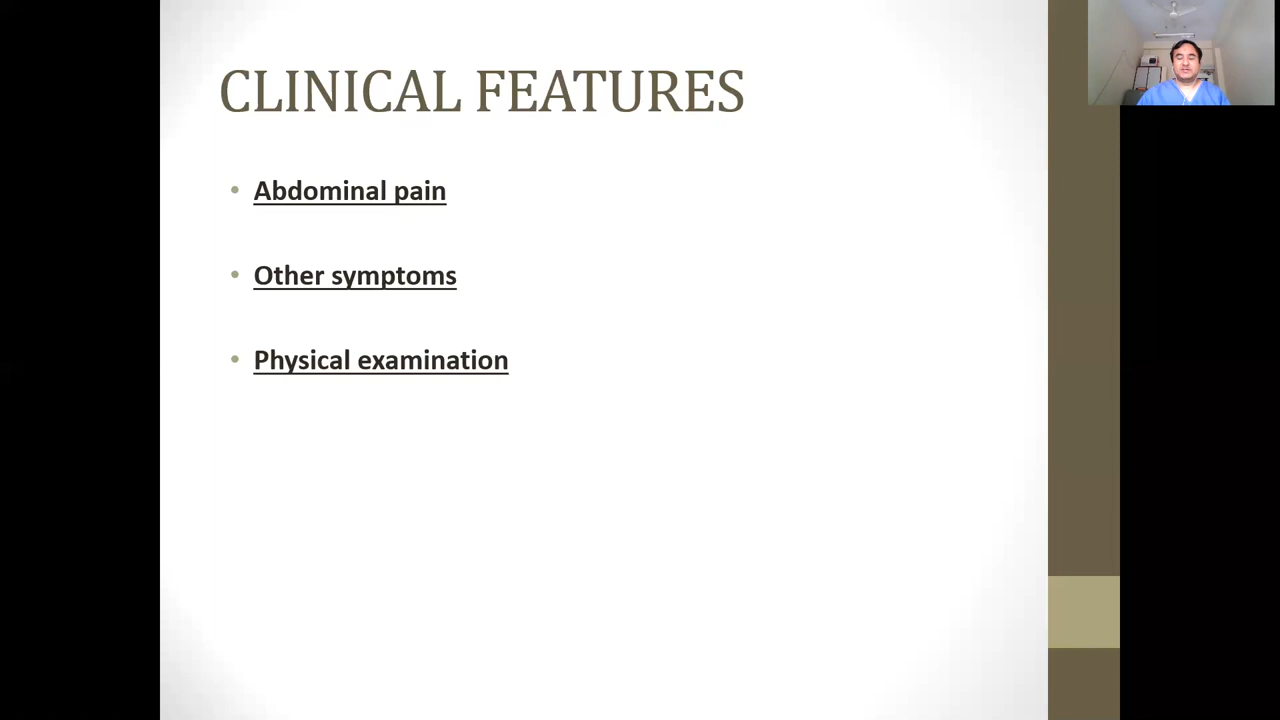 CLINICAL FEATURES
• Abdominal pain
• Other symptoms
• Physical examination